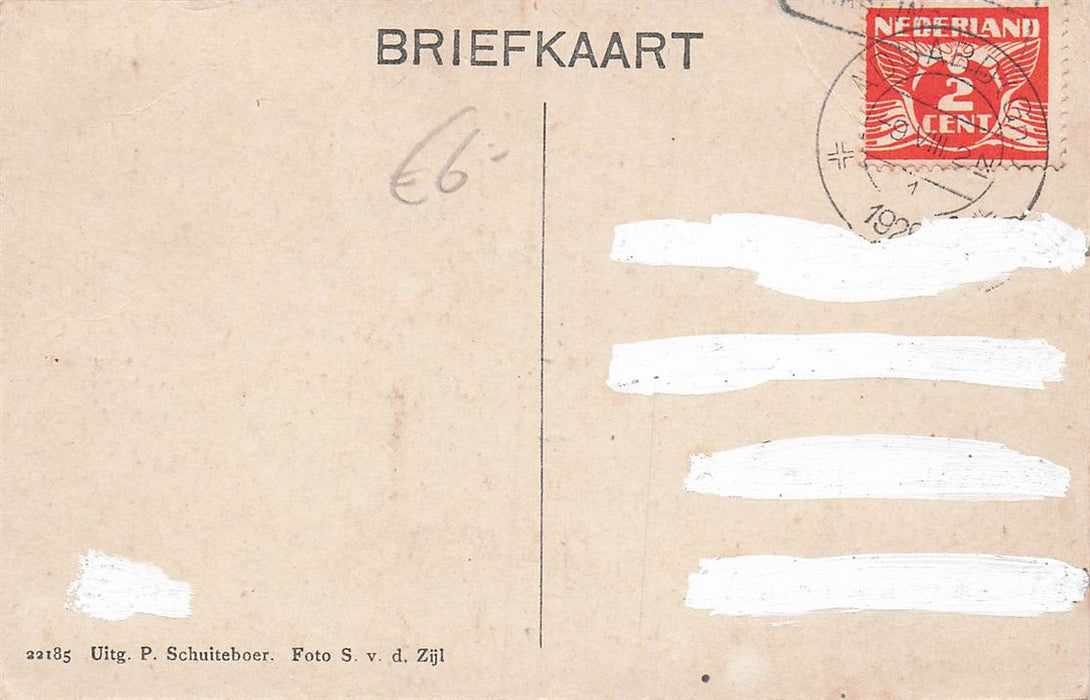 BRIEFKAART
NEDERLAND
2
CENT
€6-
22185 Uitg. P. Schuiteboer. Foto S. v. d. Zijl